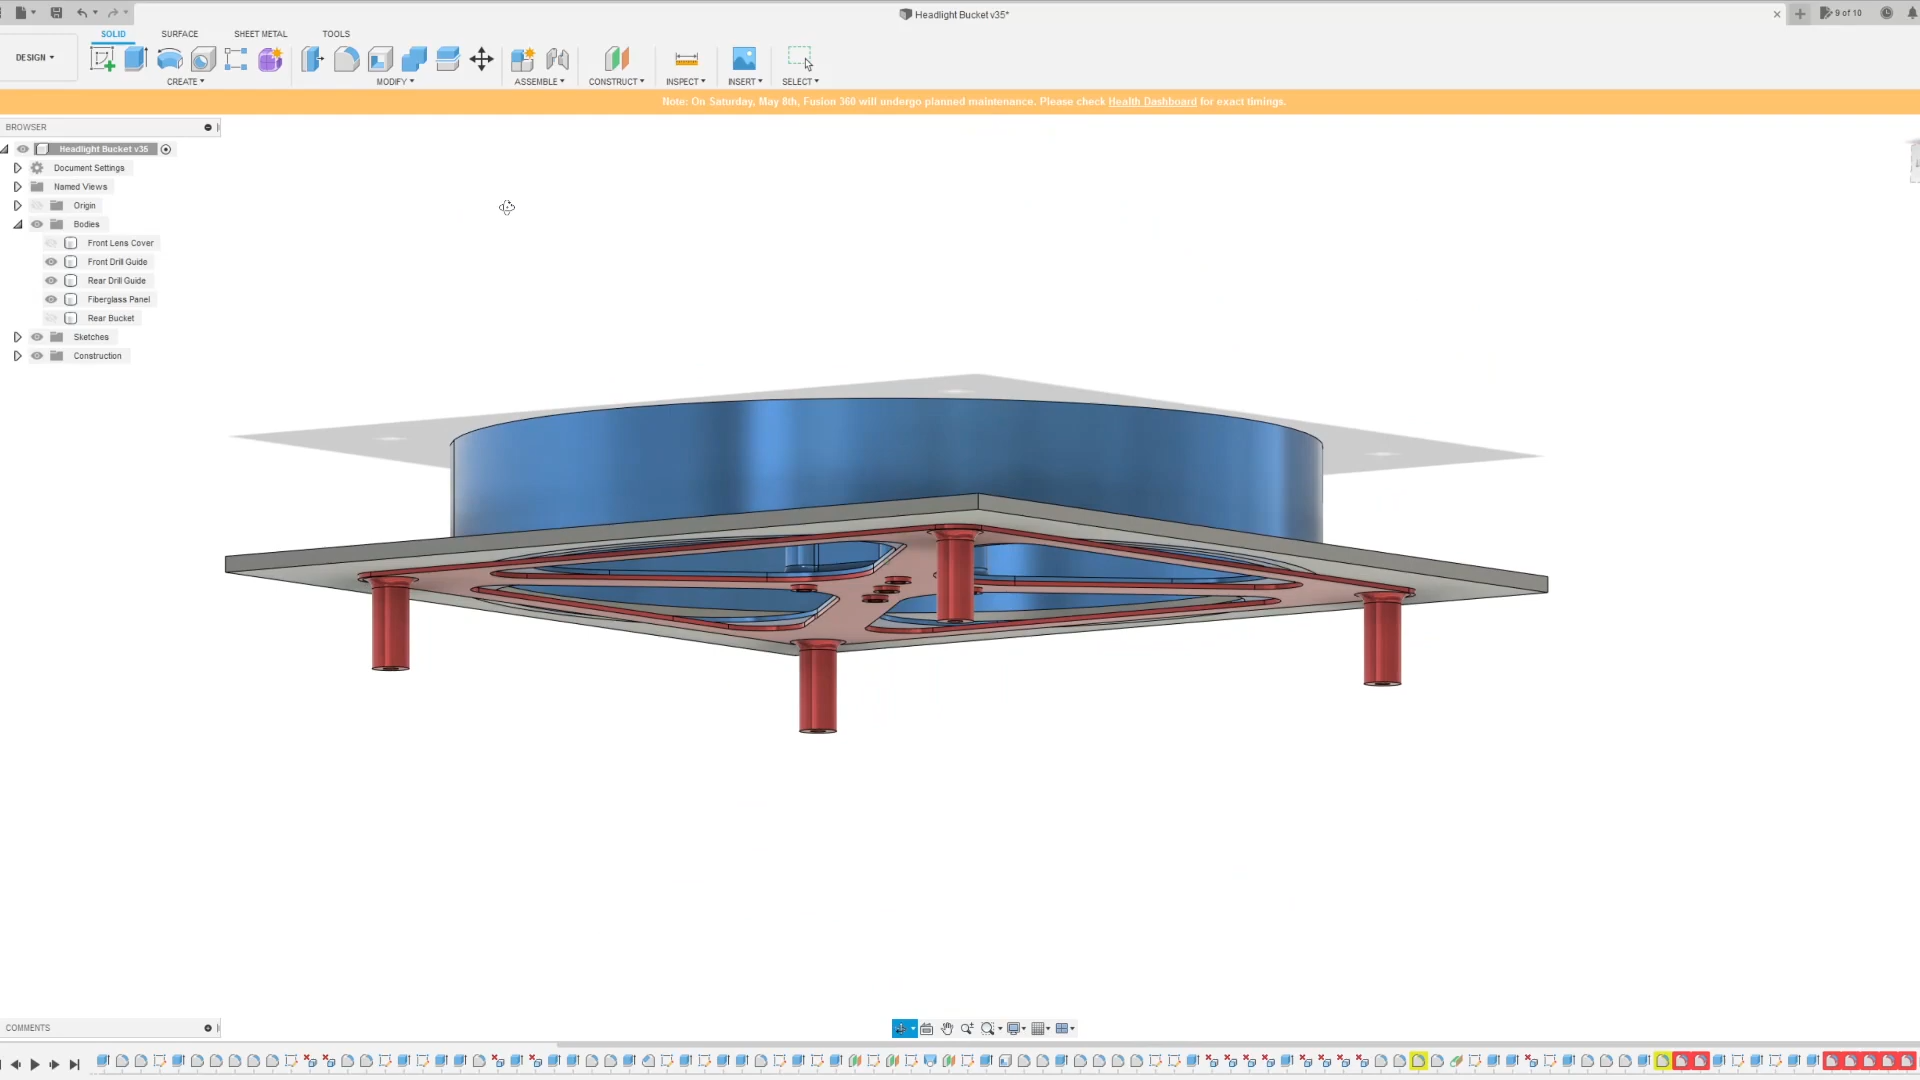 Headlight Bucket v35*
9 of 10
SOLID
SURFACE
SHEET METAL
TOOLS
DESIGN
CREATE
MODIFY
ASSEMBLE
CONSTRUCT
INSPECT
INSERT
SELECT
Note: On Saturday, May 8th, Fusion 360 will undergo planned maintenance. Please check Health Dashboard for exact timings.
BROWSER
Headlight Bucket v35
Document Settings
Named Views
Origin
Bodies
Front Lens Cover
Front Drill Guide
Rear Drill Guide
Fiberglass Panel
Rear Bucket
Sketches
Construction
COMMENTS